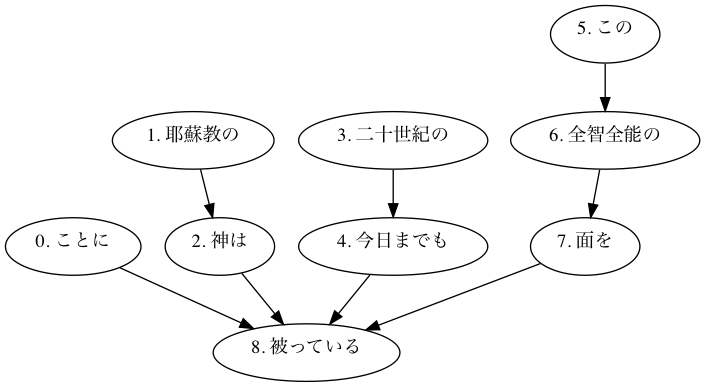 5. この
1. 耶蘇教の
3. 二十世紀の
6. 全智全能の
0. ことに
2. 神は
4. 今日までも
7. 面を
8. 被っている